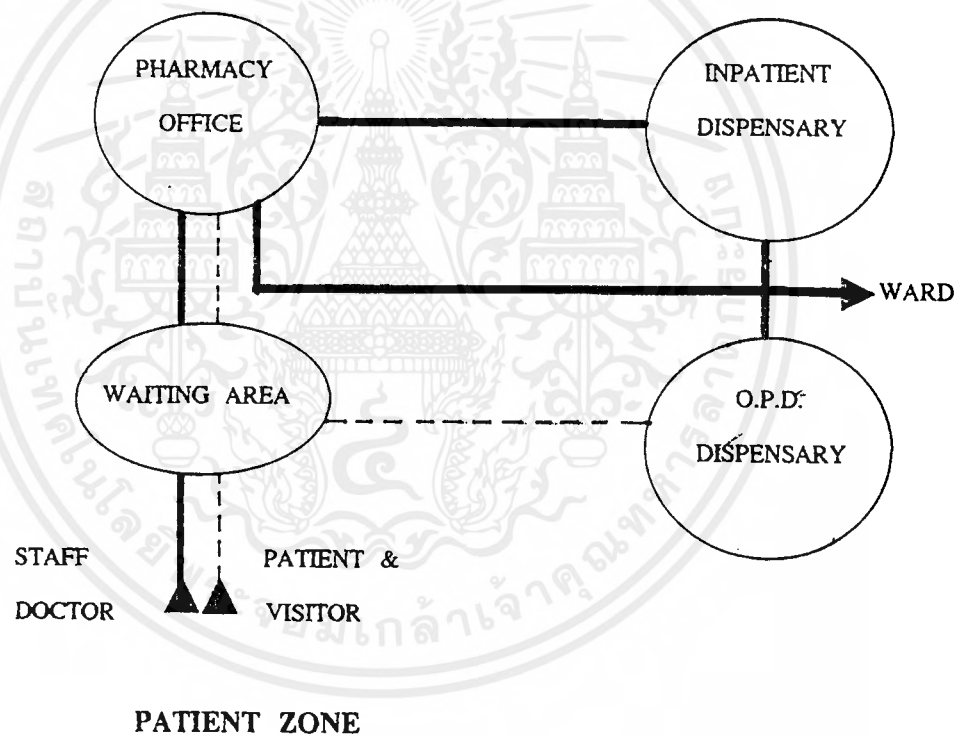 PHARMACY
OFFICE
INPATIENT
DISPENSARY
WARD
WAITING AREA
O.P.D.
DISPENSARY
STAFF
DOCTOR
PATIENT &
VISITOR
PATIENT ZONE